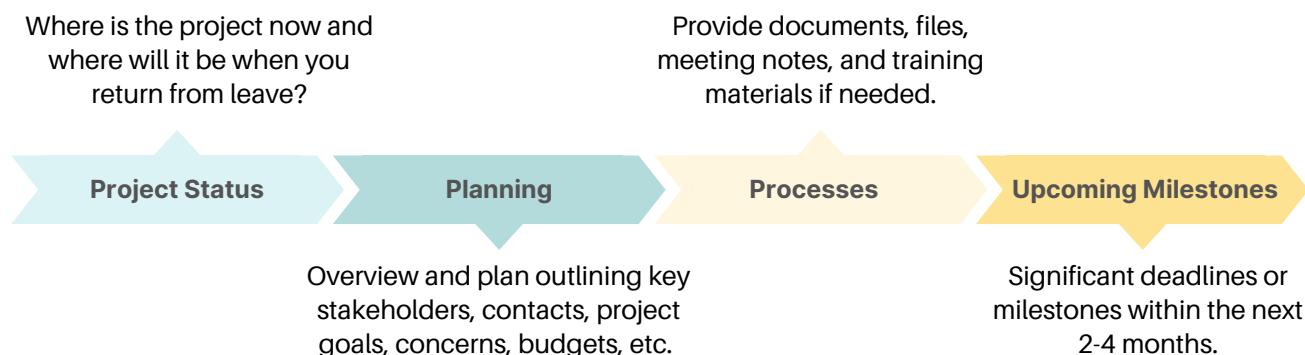 Where is the project now and
where will it be when you
return from leave?
Provide documents, files,
meeting notes, and training
materials if needed.
Project Status
Planning
Processes
Upcoming Milestones
Overview and plan outlining key
stakeholders, contacts, project
goals, concerns, budgets, etc.
Significant deadlines or
milestones within the next
2-4 months.